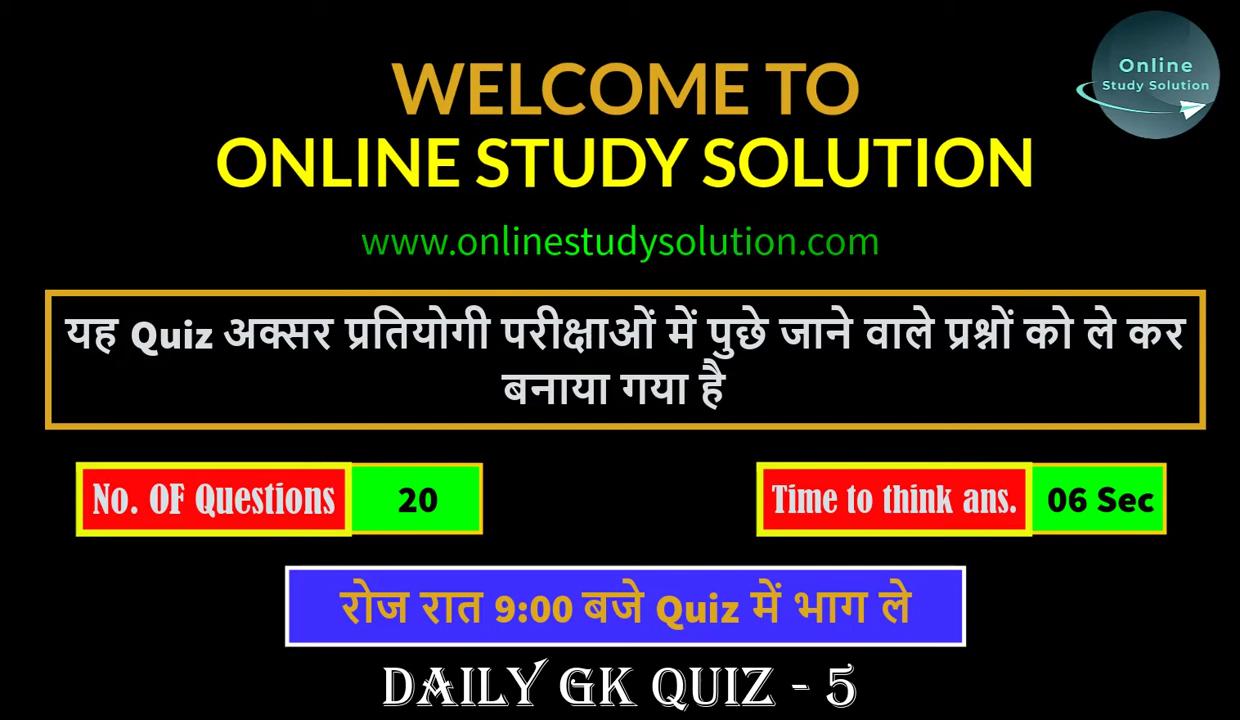 WELCOME TO
ONLINE STUDY SOLUTION
Online
Study Solution
www.onlinestudysolution.com
यह Quiz अक्सर प्रतियोगी परीक्षाओं में पुछे जाने वाले प्रश्नों को ले कर
बनाया गया है
No. OF Questions
20
Time to think ans.
06 Sec
रोज रात 9:00 बजे Quiz में भाग ले
DAILY GK QUIZ - 5